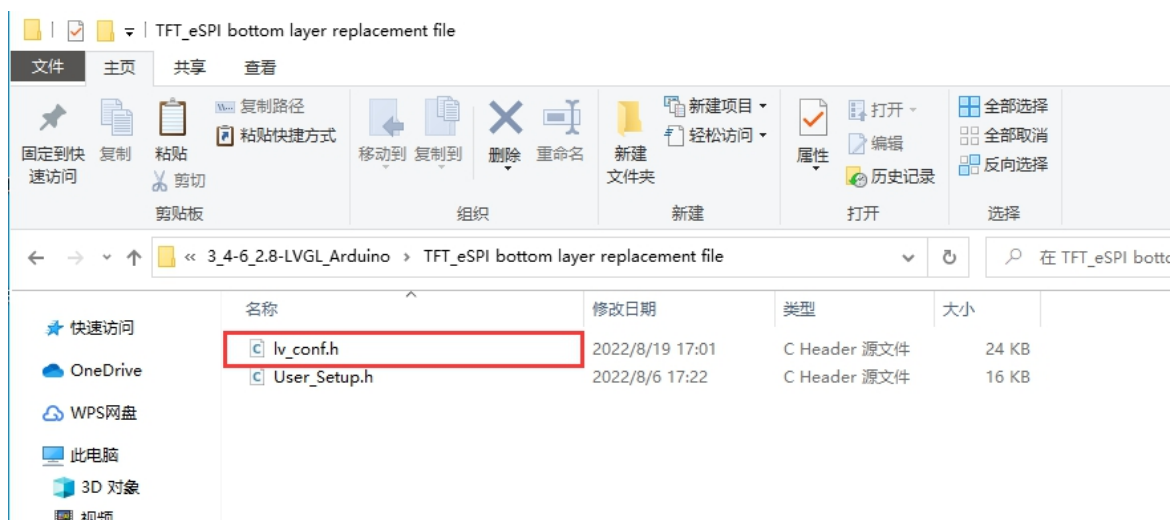 TFT_eSPI bottom layer replacement file
文件 主页 共享 查看
固定到快速访问
复制
粘贴
复制路径
粘贴快捷方式
剪切
剪贴板
移动到 复制到 删除 重命名
组织
新建文件夹
新建项目
轻松访问
新建
属性
打开
编辑
历史记录
打开
全部选择
全部取消
反向选择
选择
« 3_4-6_2.8-LVGL_Arduino › TFT_eSPI bottom layer replacement file
在 TFT_eSPI botto
名称 修改日期 类型 大小
lv_conf.h 2022/8/19 17:01 C Header 源文件 24 KB
User_Setup.h 2022/8/6 17:22 C Header 源文件 16 KB
快速访问
OneDrive
WPS网盘
此电脑
3D 对象
视频